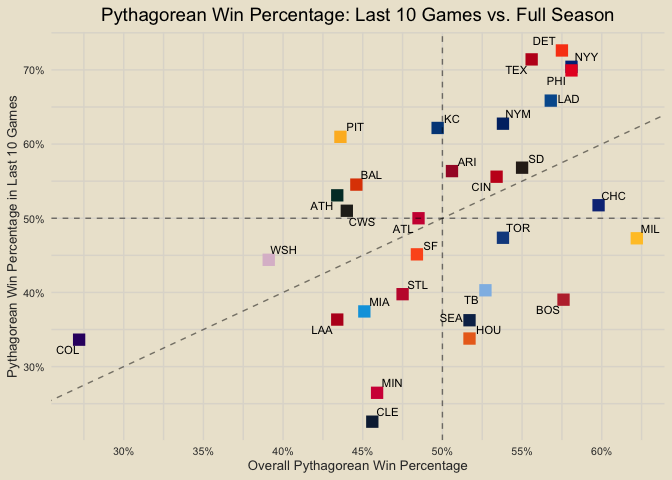 Pythagorean Win Percentage: Last 10 Games vs. Full Season
DET
NYY
TEX
PHI
70%
LAD
KC
NYM
PIT
60%
ARI
SD
BAL
CIN
ATH
CWS
CHC
50%
ATL
TOR
MIL
SF
WSH
STL
TB
40%
MIA
BOS
LAA
SEA
HOU
COL
30%
MIN
CLE
30%
35%
40%
45%
50%
55%
60%
Overall Pythagorean Win Percentage
Pythagorean Win Percentage in Last 10 Games